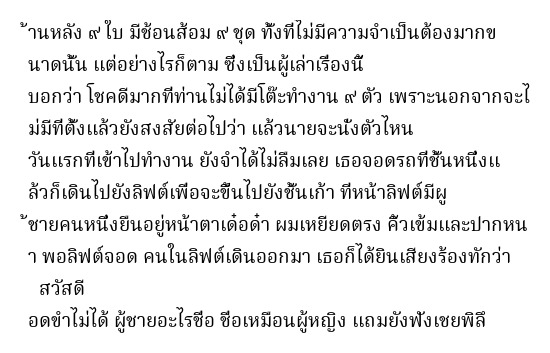 ้านหลัง ๙ ใบ มีช้อนส้อม ๙ ชุด ทั้งที่ไม่มีความจำเป็นต้องมากข
นาดนั้น แต่อย่างไรก็ตาม ซึ่งเป็นผู้เล่าเรื่องนี้
บอกว่า โชคดีมากที่ท่านไม่ได้มีโต๊ะทำงาน ๙ ตัว เพราะนอกจากจะไ
ม่มีที่ตั้งแล้วยังสงสัยต่อไปว่า แล้วนายจะนั่งตัวไหน
วันแรกที่เข้าไปทำงาน ยังจำได้ไม่ลืมเลย เธอจอดรถที่ชั้นหนึ่งแ
ล้วก็เดินไปยังลิฟต์เพื่อจะขึ้นไปยังชั้นเก้า ที่หน้าลิฟต์มีผู
้ชายคนหนึ่งยืนอยู่หน้าตาเด๋อด๋า ผมเหยียดตรง คิ้วเข้มและปากหน
า พอลิฟต์จอด คนในลิฟต์เดินออกมา เธอก็ได้ยินเสียงร้องทักว่า
สวัสดี
อดขำไม่ได้ ผู้ชายอะไรชื่อ ชื่อเหมือนผู้หญิง แถมยังฟังเชยพิลึ